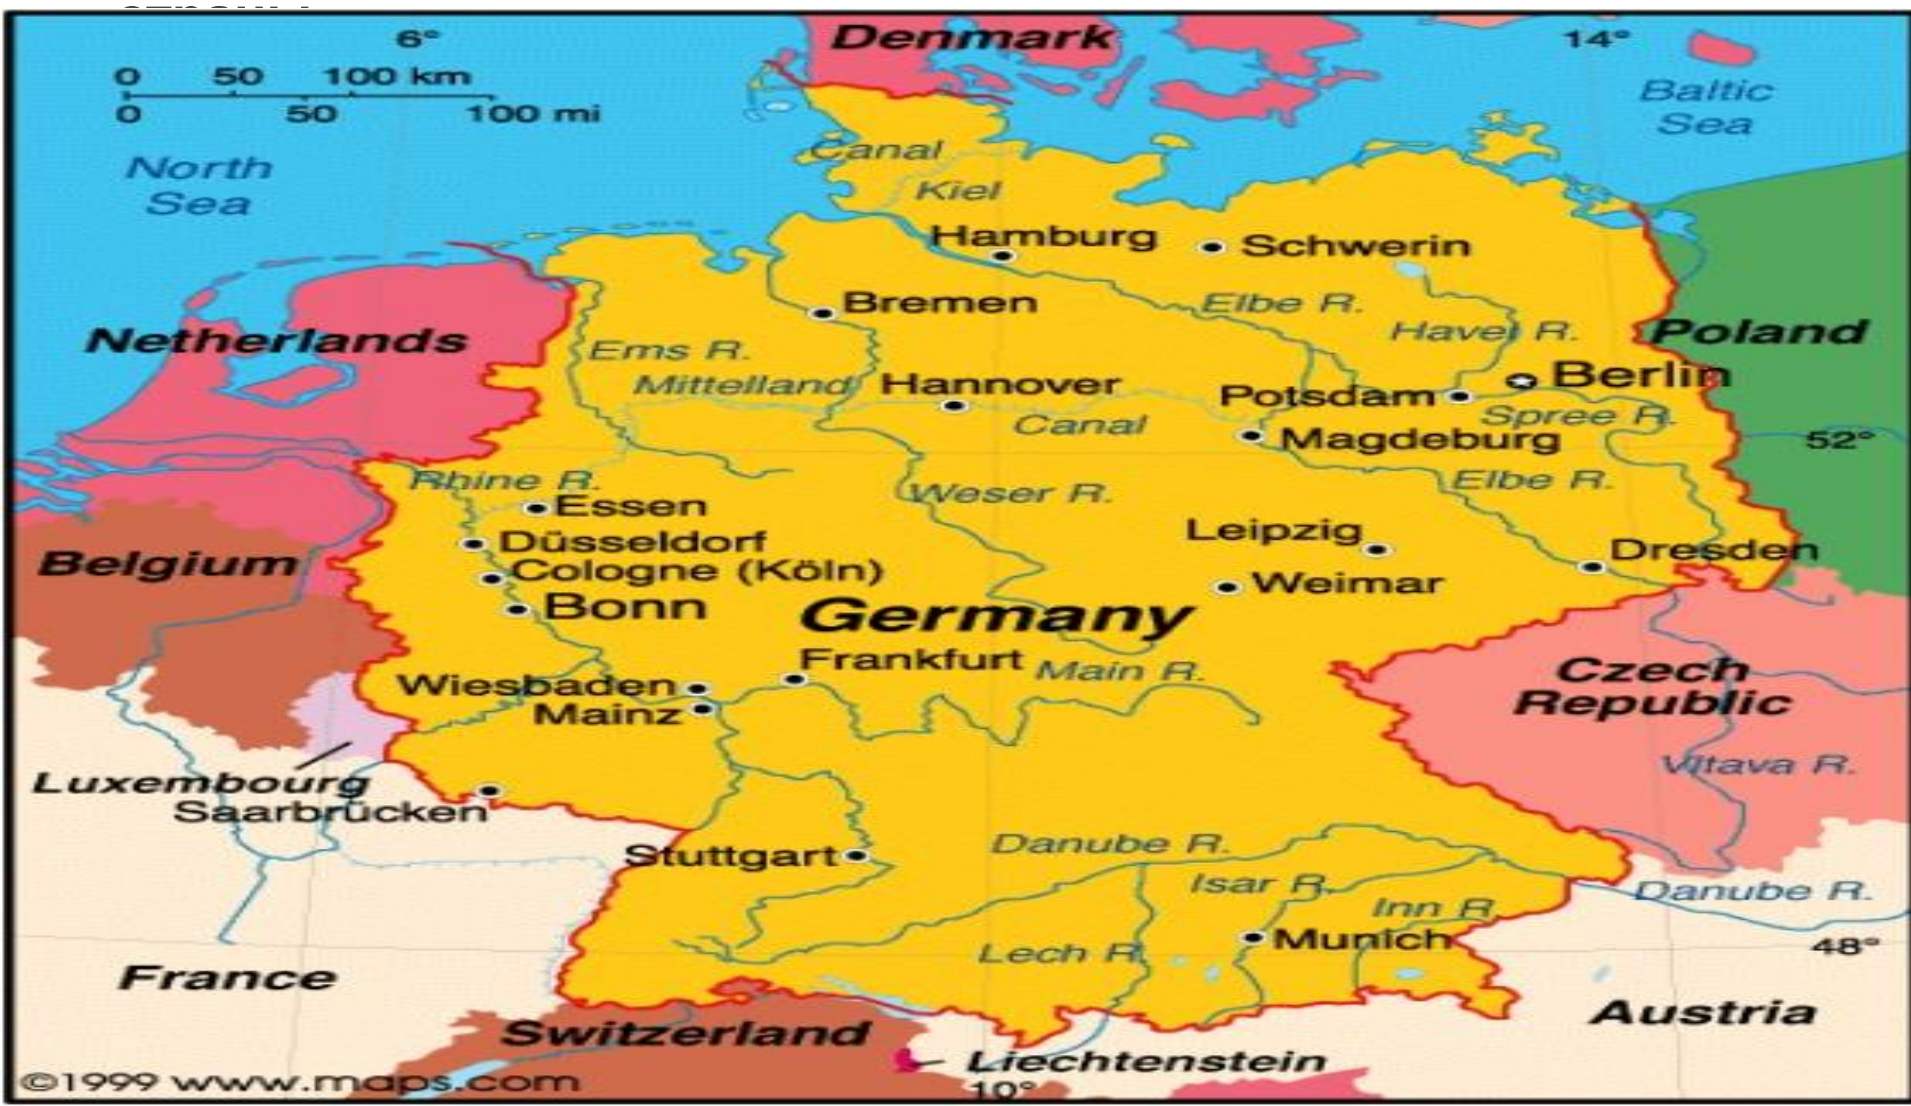 Denmark
6°
14°
0 50 100 km
0 50 100 mi
Baltic
Sea
North
Sea
Canal
Kiel
Hamburg
Schwerin
Bremen
Elbe R.
Havel R.
Netherlands
Poland
Ems R.
Mittelland
Hannover
Berlin
Potsdam
Spree R.
Canal
Magdeburg
52°
Rhine R.
Elbe R.
Weser R.
Essen
Leipzig
Düsseldorf
Dresden
Belgium
Cologne (Köln)
Weimar
Bonn
Germany
Frankfurt
Main R.
Czech
Republic
Wiesbaden
Mainz
Vltava R.
Luxembourg
Saarbrücken
Danube R.
Stuttgart
Isar R.
Danube R.
Inn R.
Munich
Lech R.
48°
France
Austria
Switzerland
Liechtenstein
©1999 www.maps.com
10°